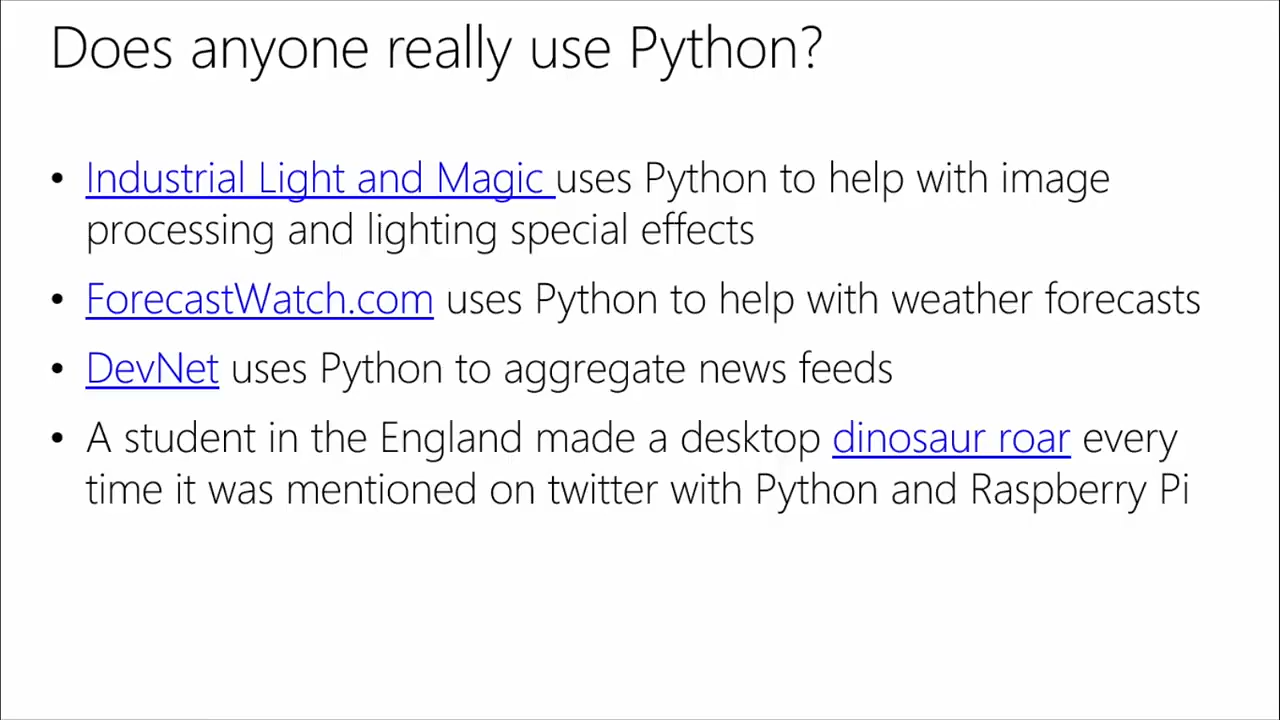 Does anyone really use Python?
• Industrial Light and Magic uses Python to help with image
processing and lighting special effects
• ForecastWatch.com uses Python to help with weather forecasts
• DevNet uses Python to aggregate news feeds
• A student in the England made a desktop dinosaur roar every
time it was mentioned on twitter with Python and Raspberry Pi